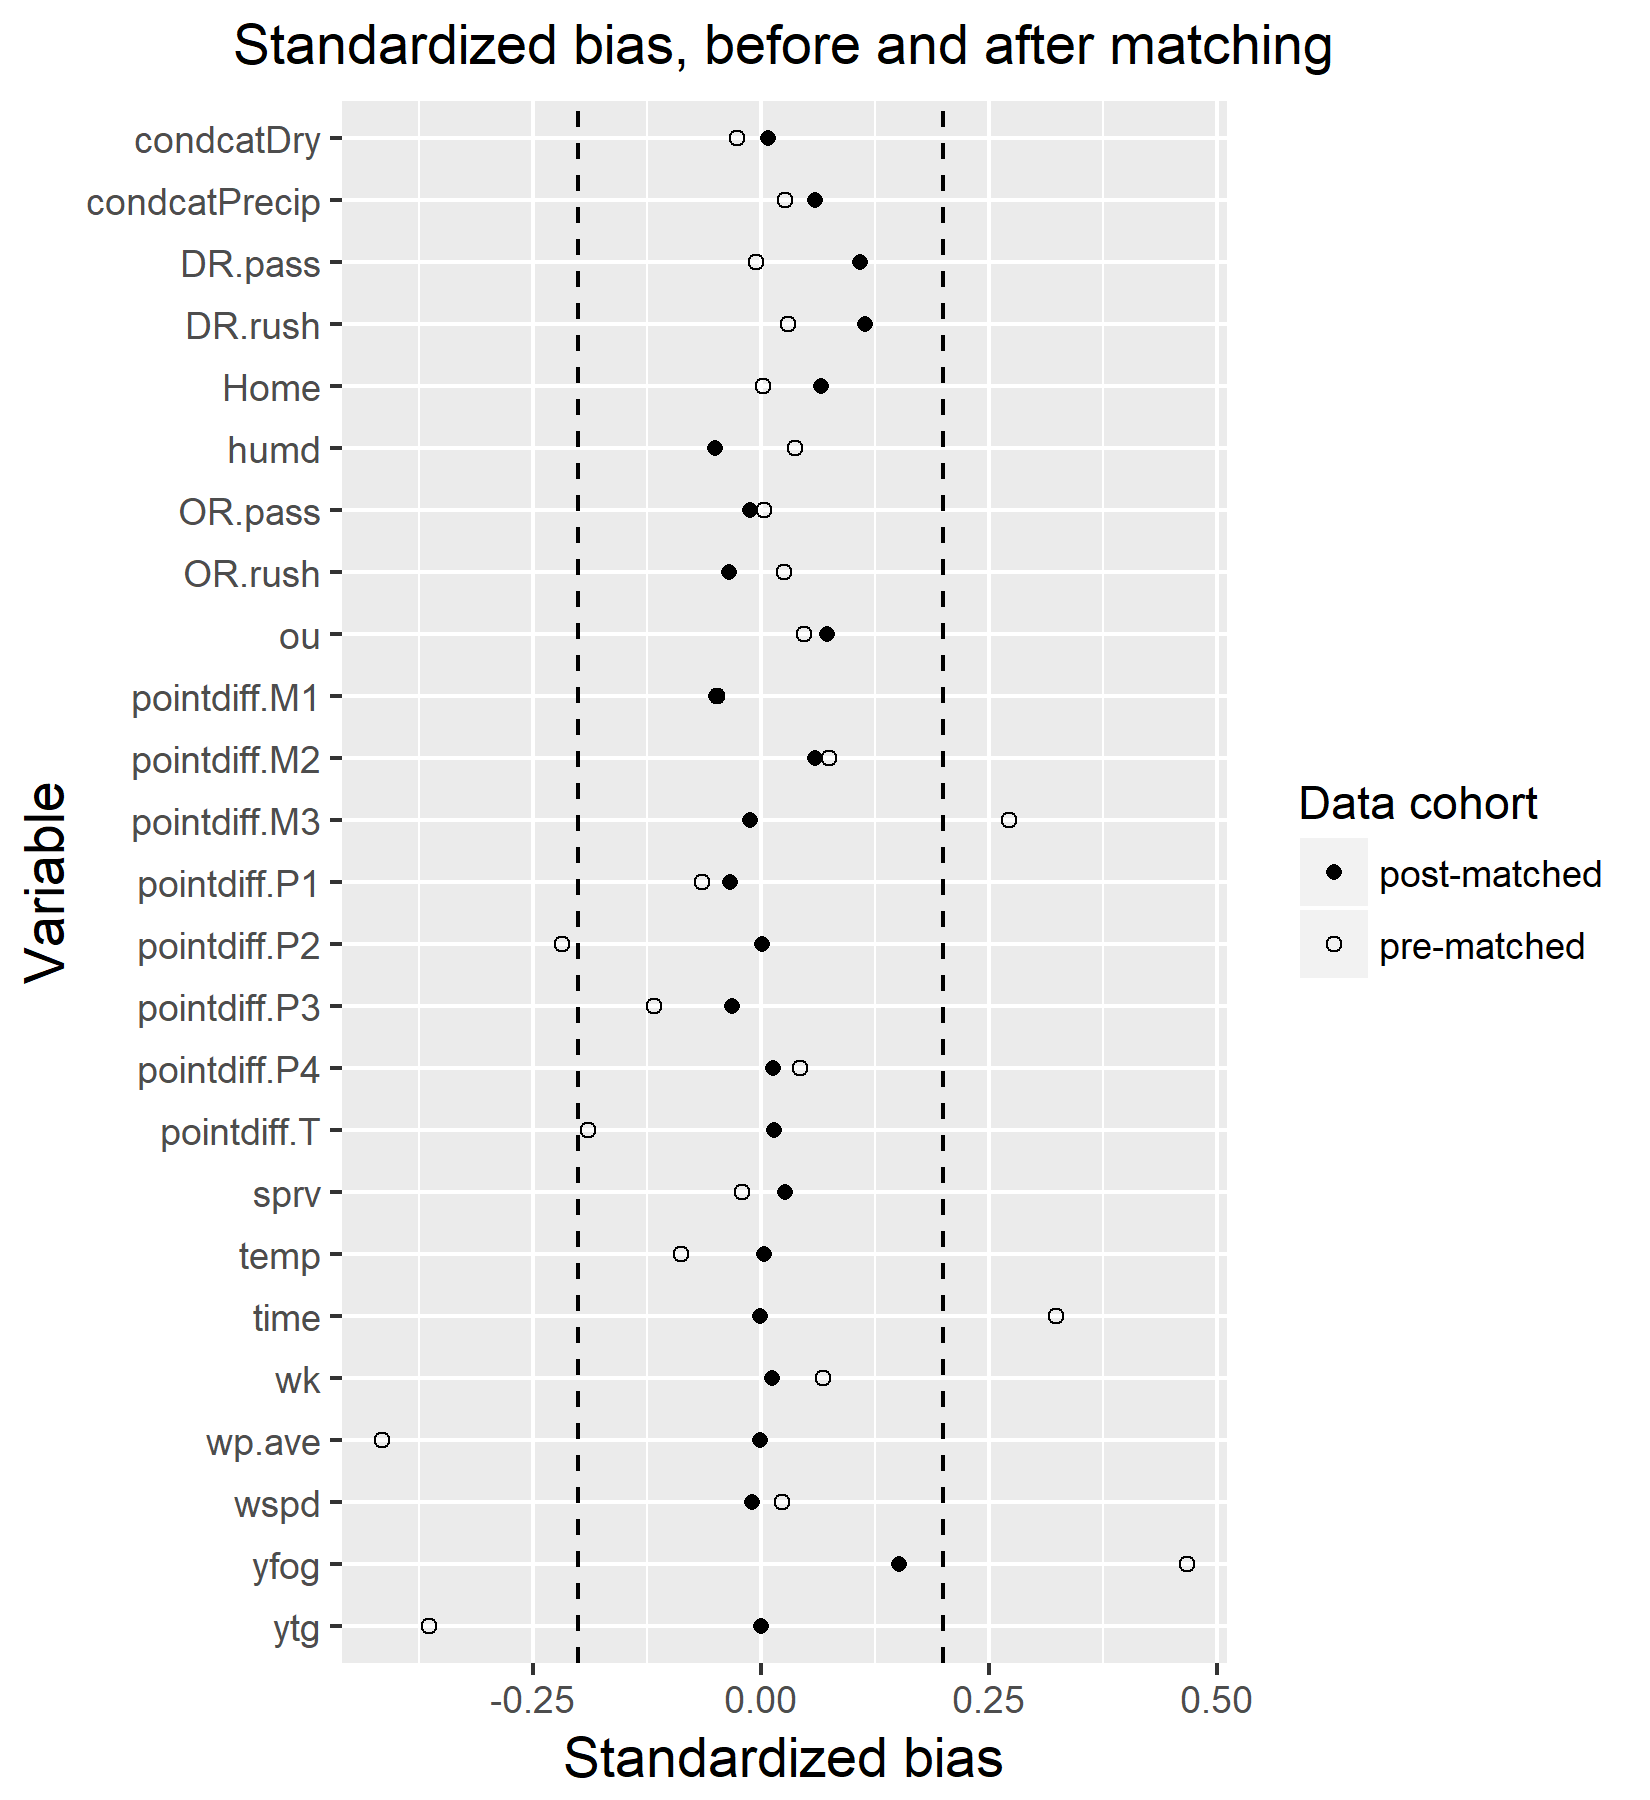 Standardized bias, before and after matching
condcatDry
condcatPrecip
DR.pass
DR.rush
Home
humd
OR.pass
OR.rush
ou
pointdiff.M1
pointdiff.M2
pointdiff.M3
pointdiff.P1
pointdiff.P2
pointdiff.P3
pointdiff.P4
pointdiff.T
sprv
temp
time
wk
wp.ave
wspd
yfog
ytg
Variable
-0.25
0.00
0.25
0.50
Standardized bias
Data cohort
post-matched
pre-matched